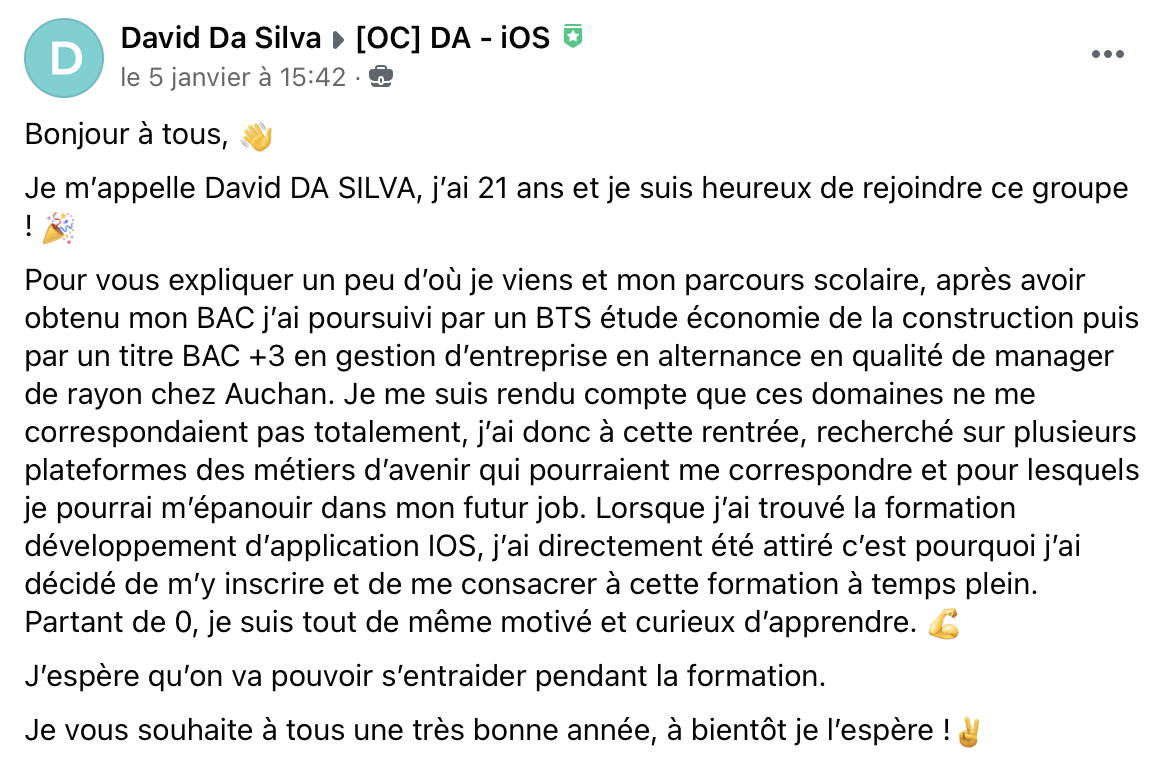 D
David Da Silva ▸ [OC] DA - iOS
le 5 janvier à 15:42 ·
Bonjour à tous, 👋
Je m’appelle David DA SILVA, j’ai 21 ans et je suis heureux de rejoindre ce groupe
! 🎉
Pour vous expliquer un peu d’où je viens et mon parcours scolaire, après avoir
obtenu mon BAC j’ai poursuivi par un BTS étude économie de la construction puis
par un titre BAC +3 en gestion d’entreprise en alternance en qualité de manager
de rayon chez Auchan. Je me suis rendu compte que ces domaines ne me
correspondaient pas totalement, j’ai donc à cette rentrée, recherché sur plusieurs
plateformes des métiers d’avenir qui pourraient me correspondre et pour lesquels
je pourrai m’épanouir dans mon futur job. Lorsque j’ai trouvé la formation
développement d’application IOS, j’ai directement été attiré c’est pourquoi j’ai
décidé de m’y inscrire et de me consacrer à cette formation à temps plein.
Partant de 0, je suis tout de même motivé et curieux d’apprendre. 💪
J’espère qu’on va pouvoir s’entraider pendant la formation.
Je vous souhaite à tous une très bonne année, à bientôt je l’espère !✌️